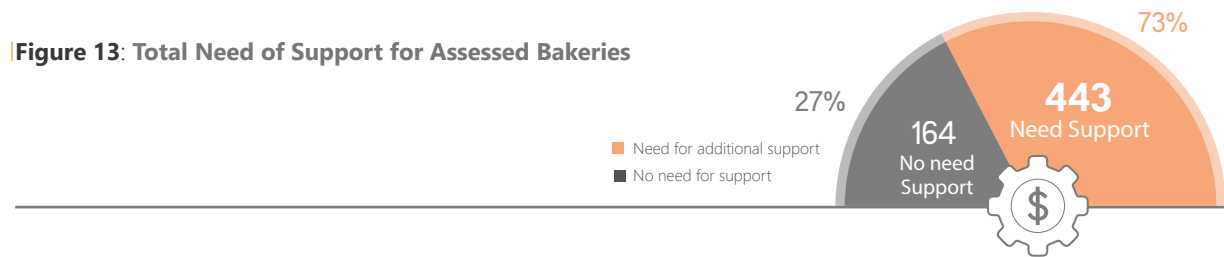 Figure 13: Total Need of Support for Assessed Bakeries
73%
27%
443
Need Support
164
No need
Support
Need for additional support
No need for support
$